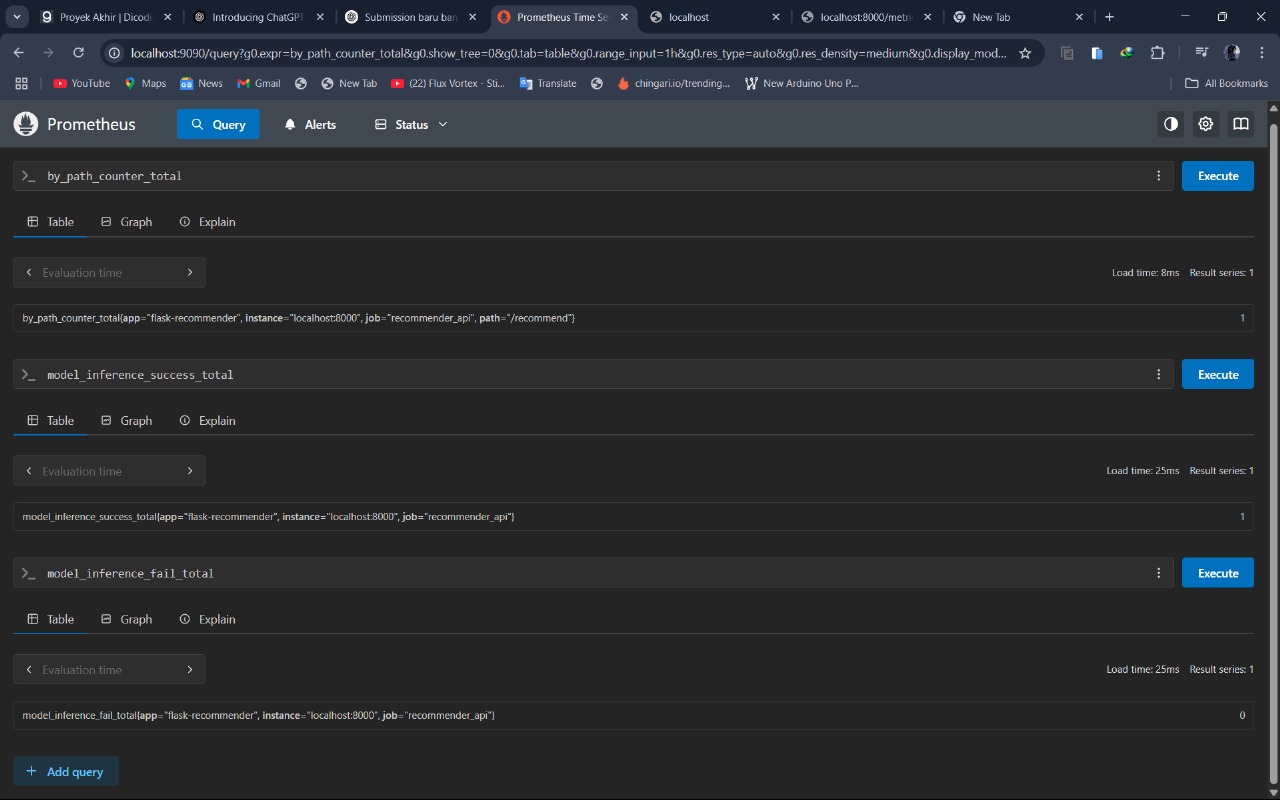 Proyek Akhir | Dicodi
Introducing ChatGPT
Submission baru ban
Prometheus Time Se
localhost
localhost:8000/metri
New Tab
localhost:9090/query?g0.expr=by_path_counter_total&g0.show_tree=0&g0.tab=table&g0.range_input=1h&g0.res_type=auto&g0.res_density=medium&g0.display_mod...
YouTube Maps News Gmail New Tab (22) Flux Vortex - Sti... Translate chingari.io/trending... New Arduino Uno P... All Bookmarks
Prometheus Query Alerts Status
by_path_counter_total Execute
Table Graph Explain
Evaluation time Load time: 8ms Result series: 1
by_path_counter_total{app="flask-recommender", instance="localhost:8000", job="recommender_api", path="/recommend"} 1
model_inference_success_total Execute
Table Graph Explain
Evaluation time Load time: 25ms Result series: 1
model_inference_success_total{app="flask-recommender", instance="localhost:8000", job="recommender_api"} 1
model_inference_fail_total Execute
Table Graph Explain
Evaluation time Load time: 25ms Result series: 1
model_inference_fail_total{app="flask-recommender", instance="localhost:8000", job="recommender_api"} 0
+ Add query